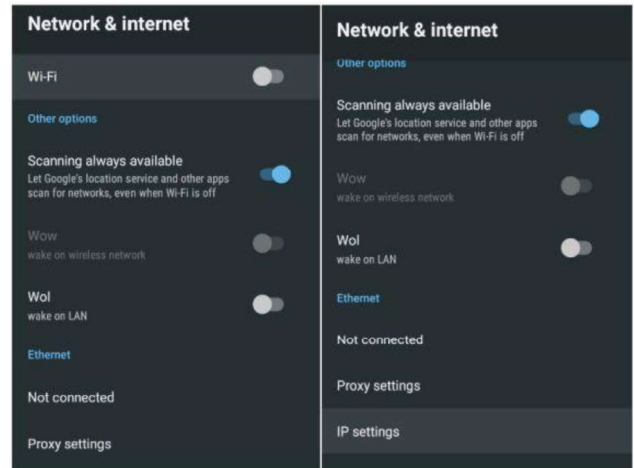 Network & internet
Wi-Fi
Other options
Scanning always available
Let Google's location service and other apps
scan for networks, even when Wi-Fi is off
Wow
wake on wireless network
Wol
wake on LAN
Ethernet
Not connected
Proxy settings
Network & internet
Other options
Scanning always available
Let Google's location service and other apps
scan for networks, even when Wi-Fi is off
Wow
wake on wireless network
Wol
wake on LAN
Ethernet
Not connected
Proxy settings
IP settings